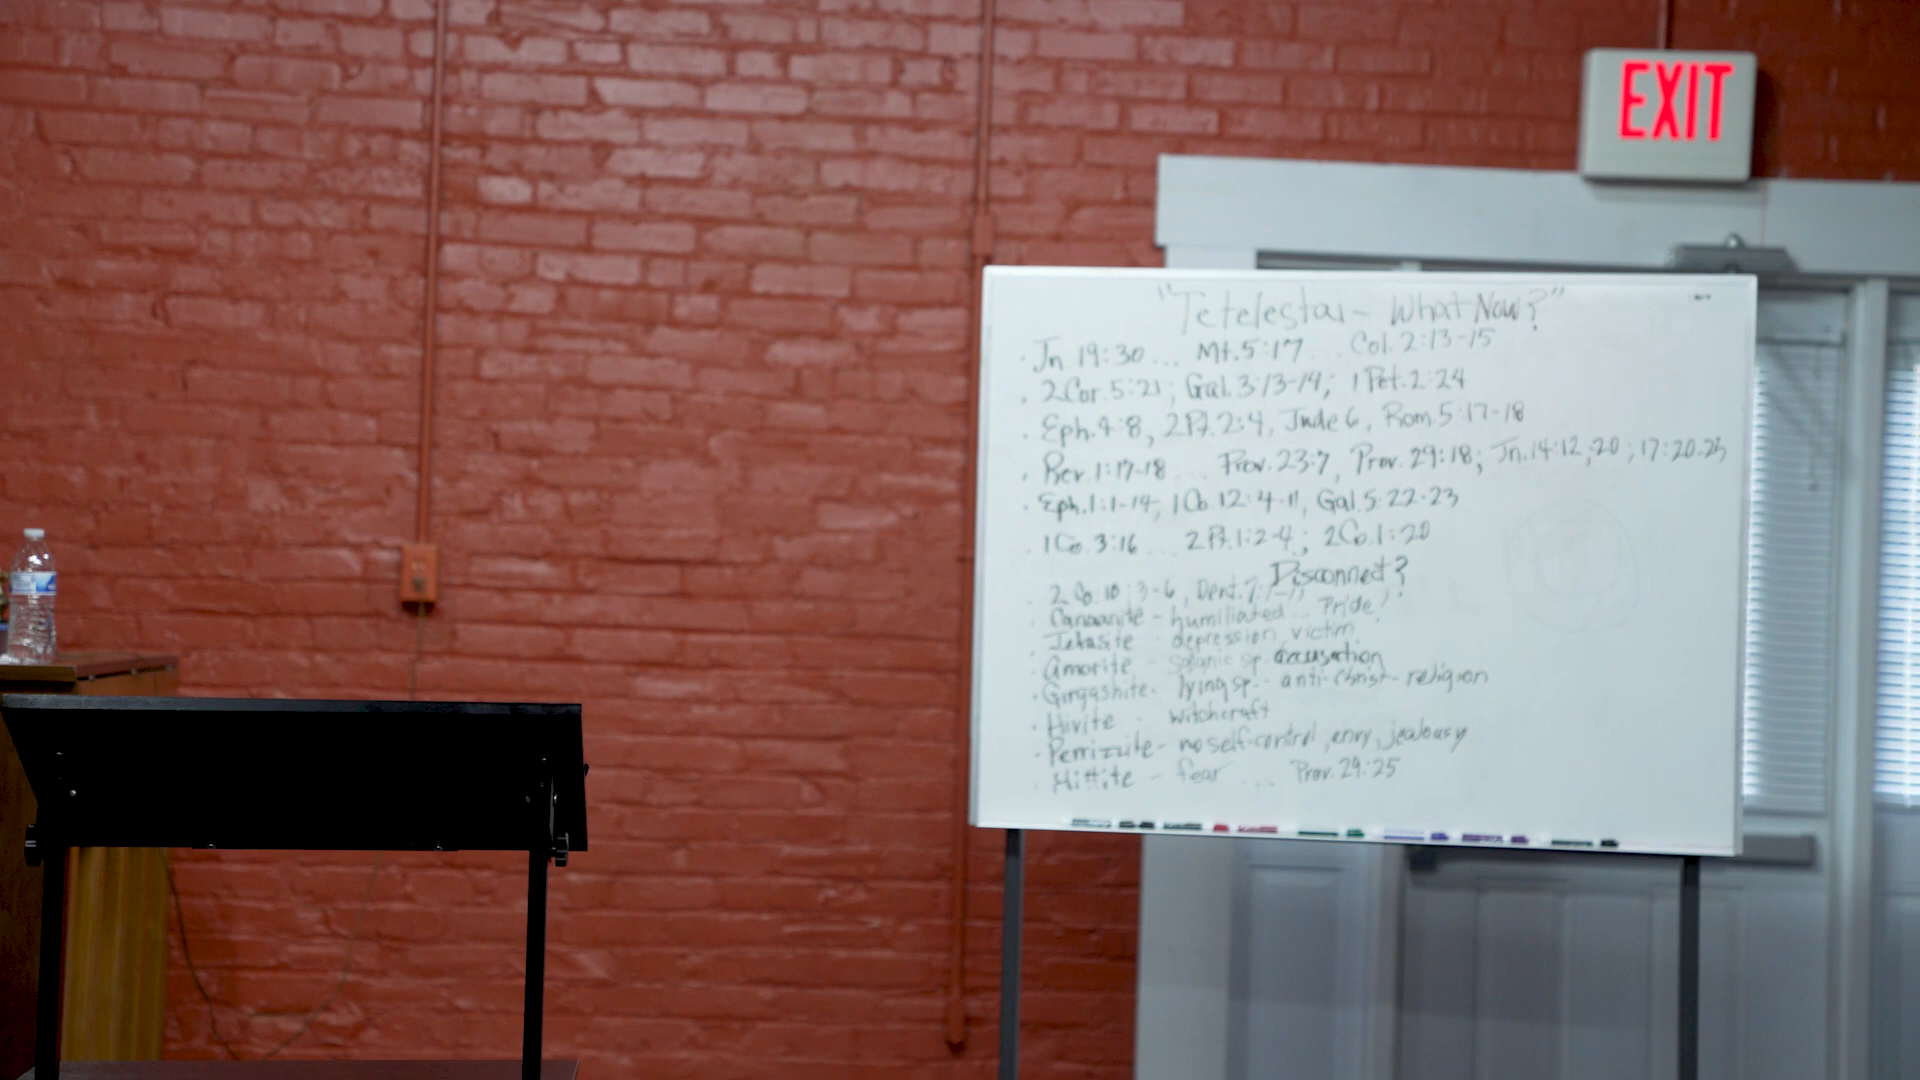 EXIT
"Tetelestai - What Now?"
· Jn 19:30... Mt. 5:17... Col. 2:13-15
· 2 Cor. 5:21; Gal. 3:13-14; 1 Pet. 2:24
· Eph. 4:8, 2 Pt. 2:4, Jude 6, Rom. 5:17-18
· Rev. 1:17-18... Prov. 23:7, Prov. 29:18; Jn. 14:12, 20; 17:20-23
· Eph. 1:1-14; 1 Co. 12:4-11, Gal. 5:22-23
· 1 Co. 3:16... 2 Pt. 1:2-4; 2 Co. 1:20
Disconnect?
· 2 Co. 10:3-6, Deut. 7:1-11
· Canaanite - humiliated... Pride!
· - depression, victim
· Amorite - satanic sp. accusation
· Girgashite - lying sp. - anti-Christ - religion
· Hivite - witchcraft
· Perrizzite - no self-control, envy, jealousy
· Hittite - fear... Prov. 29:25